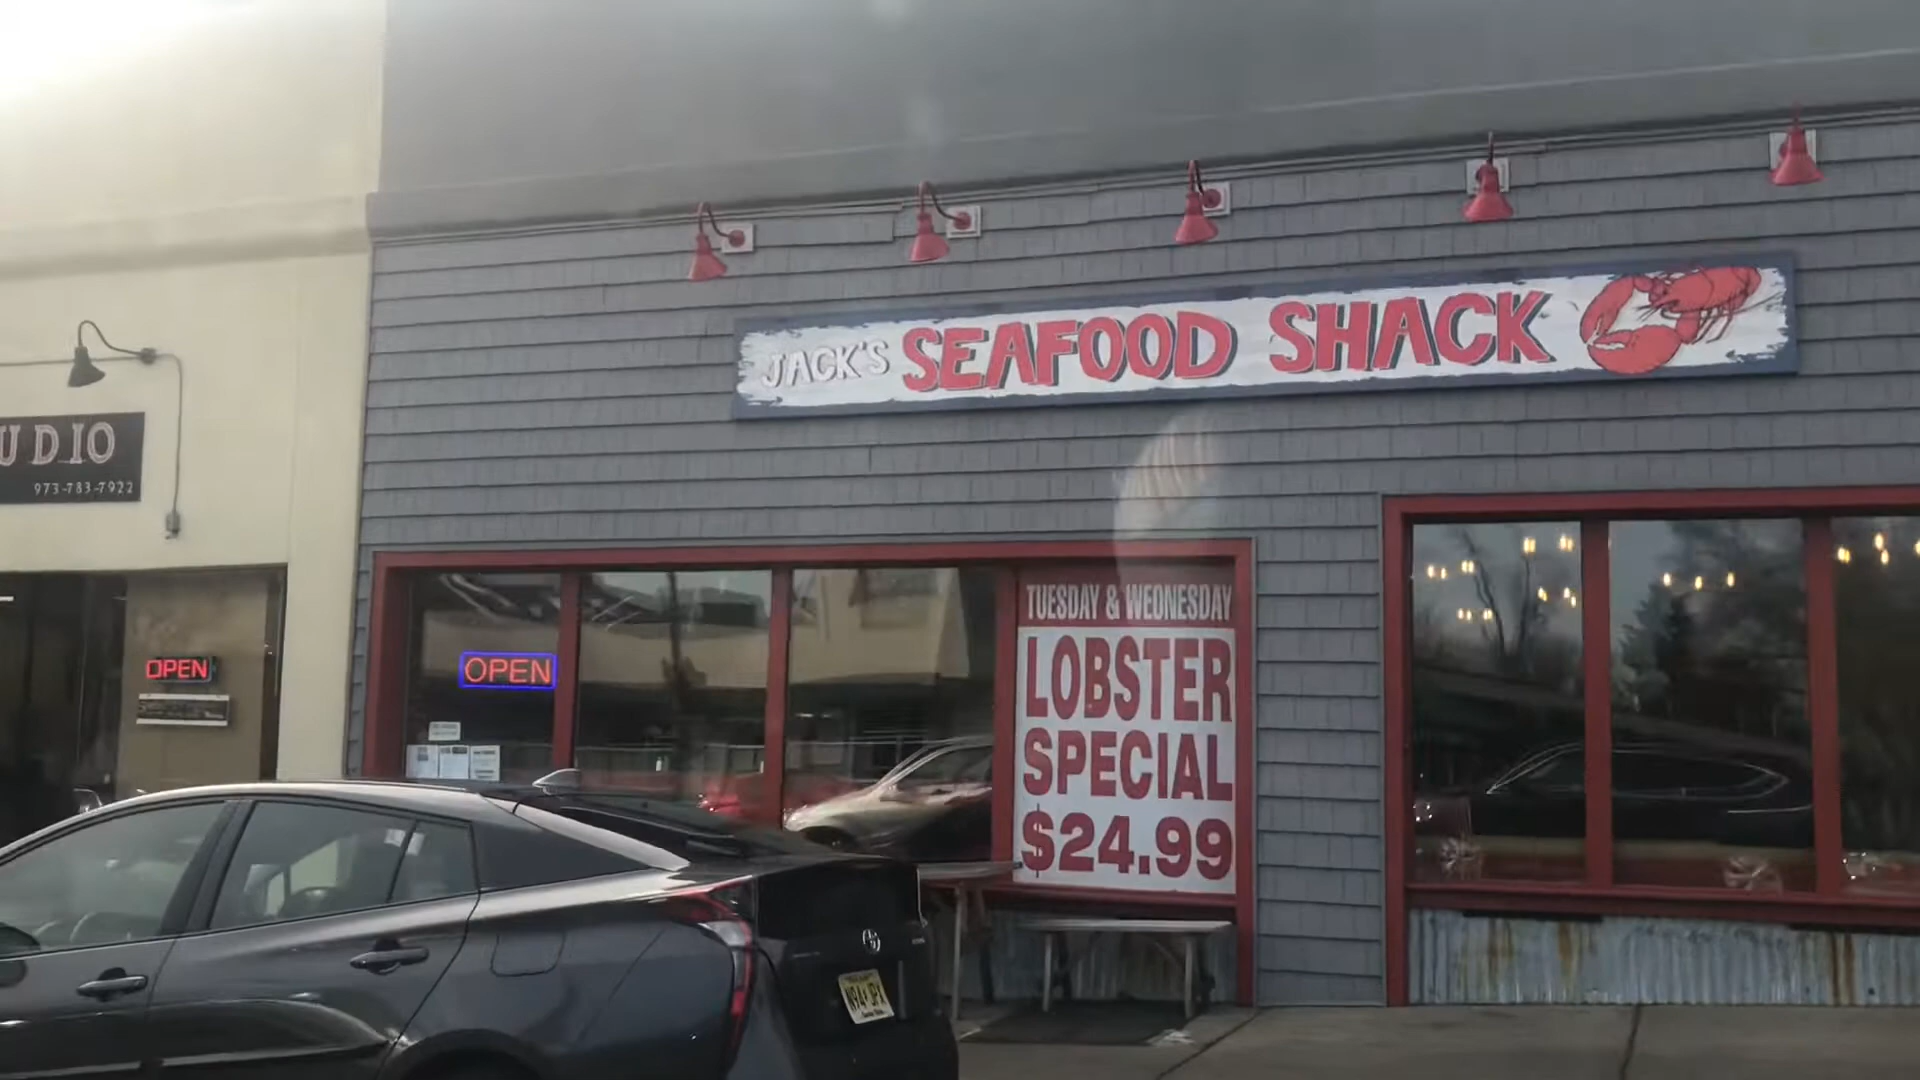 JACK'S SEAFOOD SHACK
UDIO
973-783-7922
OPEN
OPEN
TUESDAY & WEDNESDAY
LOBSTER
SPECIAL
$24.99